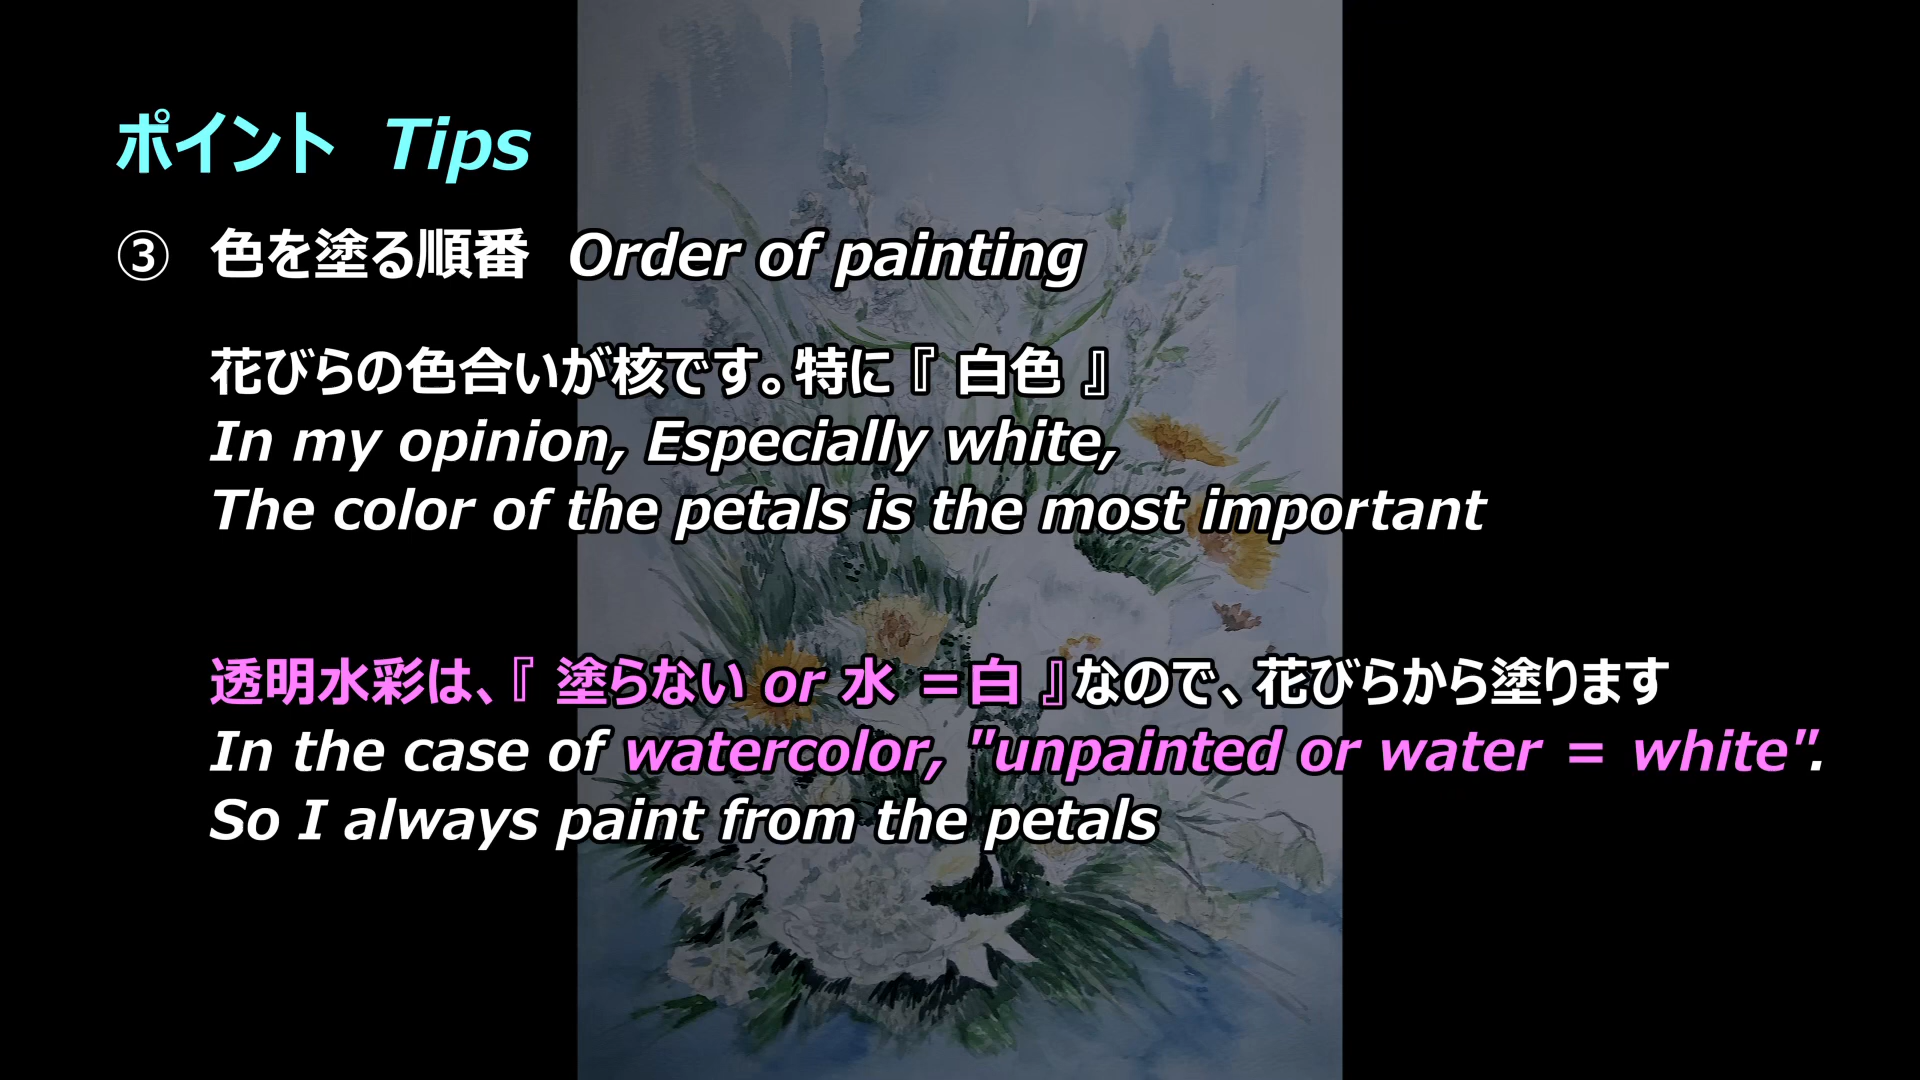 ポイント Tips
③ 色を塗る順番 Order of painting
花びらの色合いが核です。特に『 白色 』
In my opinion, Especially white,
The color of the petals is the most important
透明水彩は、『 塗らない or 水 ＝白 』なので、花びらから塗ります
In the case of watercolor, "unpainted or water = white".
So I always paint from the petals